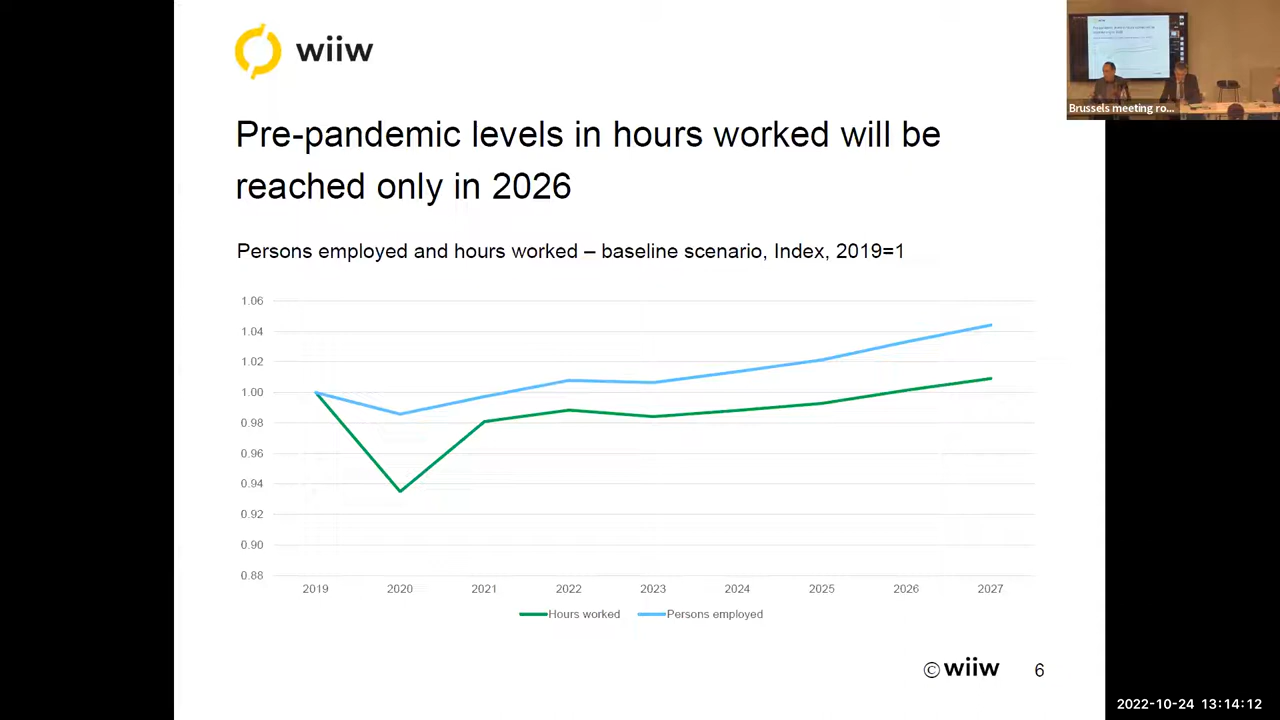 wiiw
Brussels meeting ro...
Pre-pandemic levels in hours worked will be
reached only in 2026
Persons employed and hours worked – baseline scenario, Index, 2019=1
1.06
1.04
1.02
1.00
0.98
0.96
0.94
0.92
0.90
0.88
2019 2020 2021 2022 2023 2024 2025 2026 2027
Hours worked Persons employed
©wiiw 6
2022-10-24 13:14:12